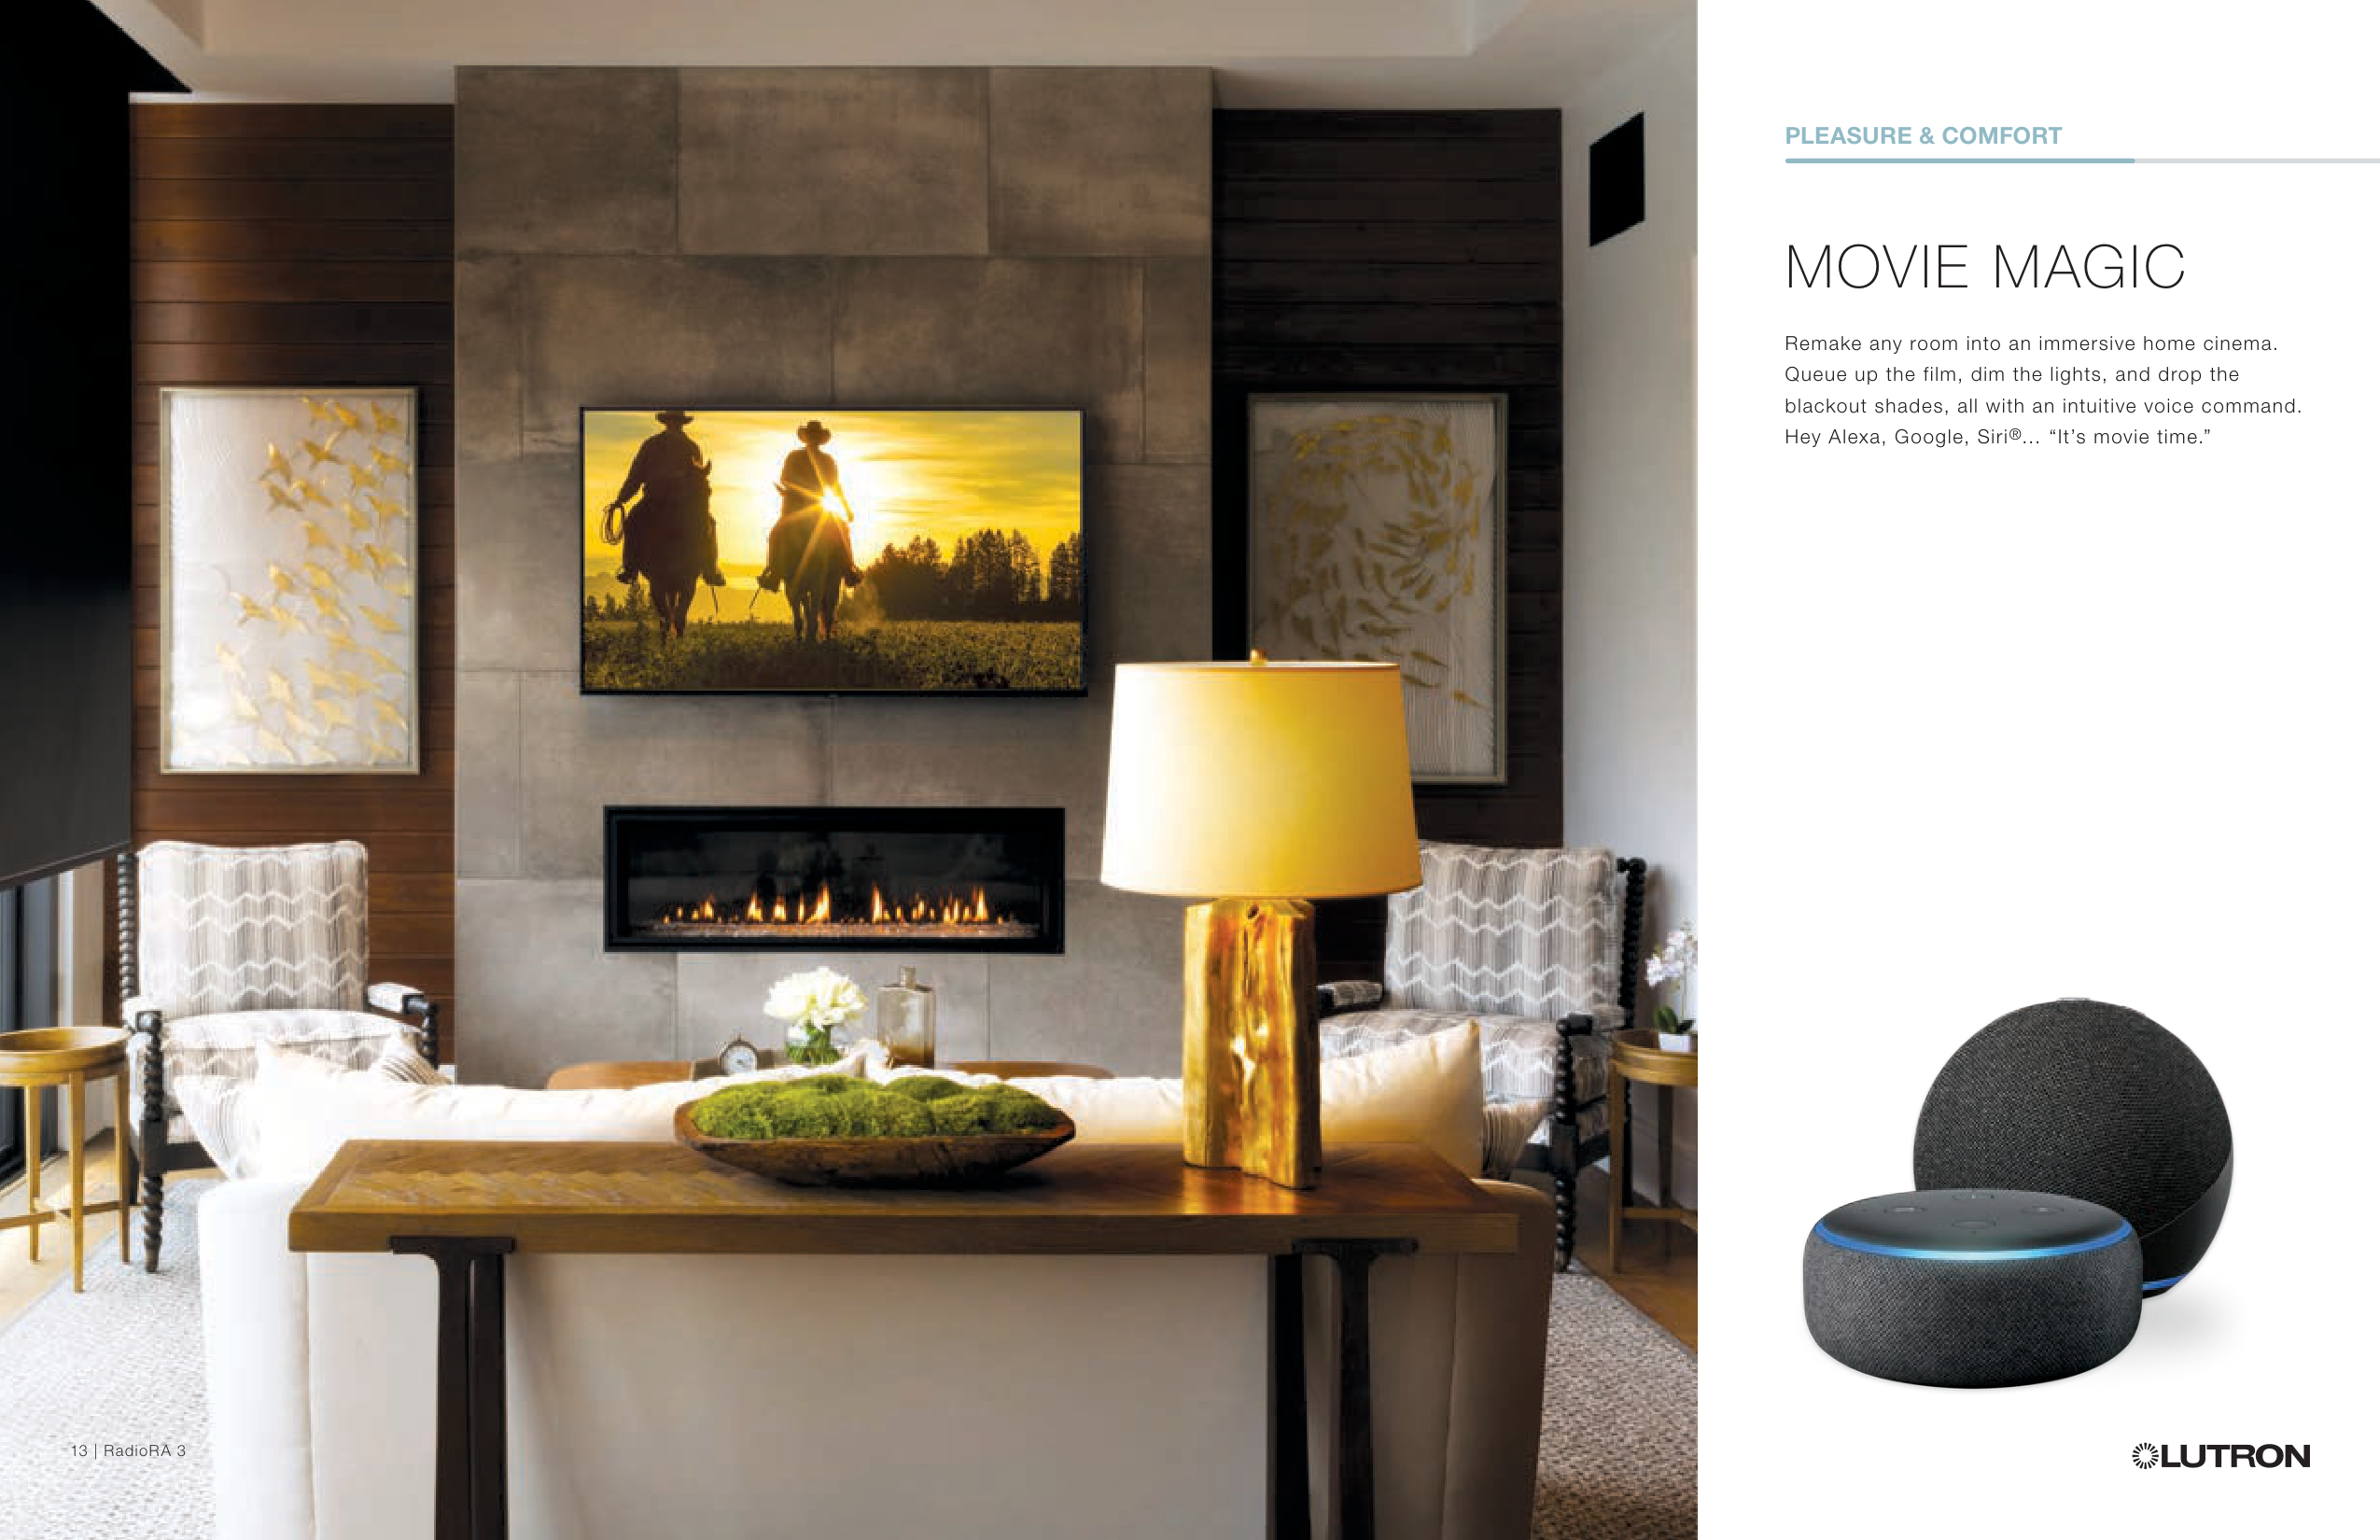 PLEASURE & COMFORT
MOVIE MAGIC
Remake any room into an immersive home cinema.
Queue up the film, dim the lights, and drop the
blackout shades, all with an intuitive voice command.
Hey Alexa, Google, Siri®... “It’s movie time.”
13 | RadioRA 3
LUTRON